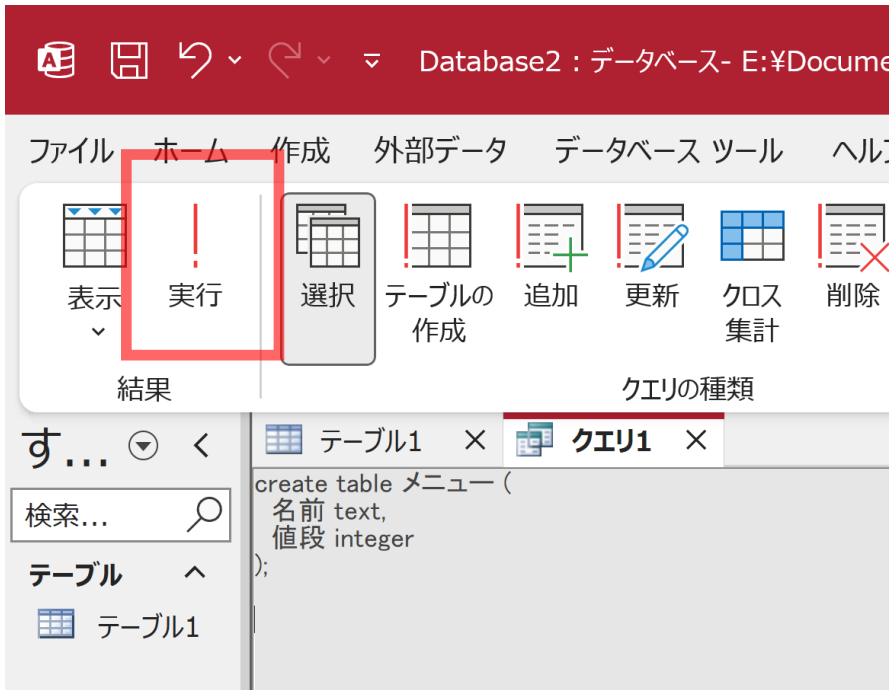 Database2 : データベース- E:¥Docume
ファイル ホーム 作成 外部データ データベース ツール ヘルプ
表示 実行 選択 テーブルの 追加 更新 クロス 削除
作成 集計
結果 クエリの種類
す... テーブル1 クエリ1
create table メニュー (
名前 text,
値段 integer
);
検索...
テーブル
テーブル1